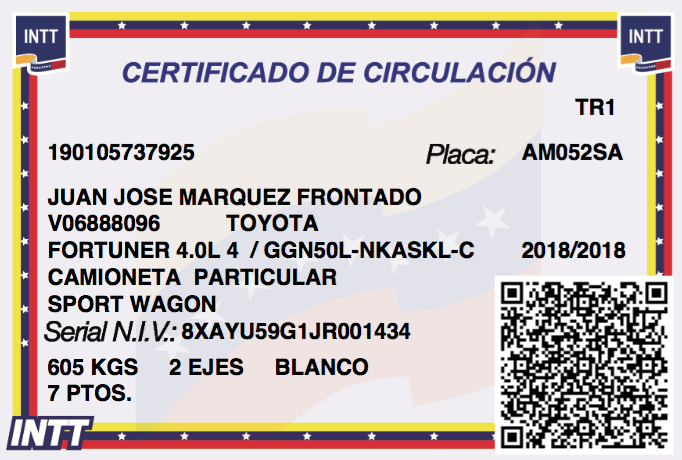 INTT INTT
CERTIFICADO DE CIRCULACIÓN
TR1
190105737925 Placa: AM052SA
JUAN JOSE MARQUEZ FRONTADO
V06888096 TOYOTA
FORTUNER 4.0L 4 / GGN50L-NKASKL-C 2018/2018
CAMIONETA PARTICULAR
SPORT WAGON
Serial N.I.V.: 8XAYU59G1JR001434
605 KGS 2 EJES BLANCO
7 PTOS.
INTT